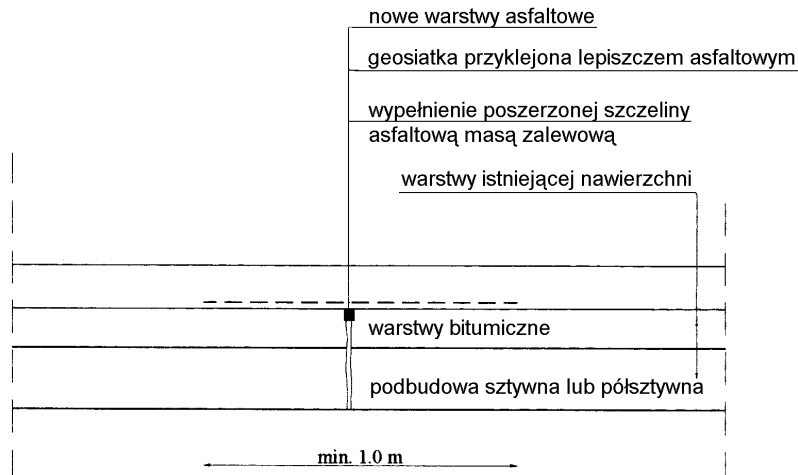 nowe warstwy asfaltowe
geosiatka przyklejona lepiszczem asfaltowym
wypełnienie poszerzonej szczeliny
asfaltową masą zalewową
warstwy istniejącej nawierzchni
warstwy bitumiczne
podbudowa sztywna lub półsztywna
min. 1.0 m